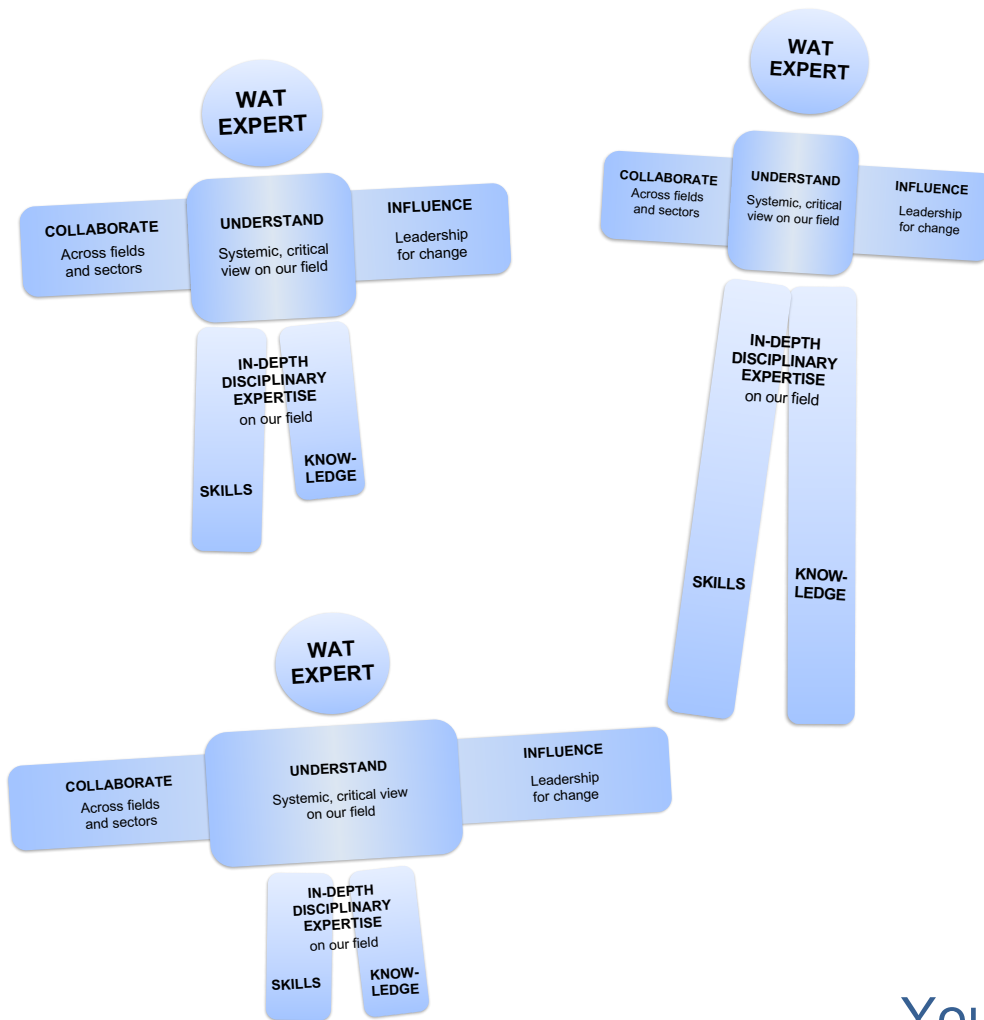 WAT
EXPERT
COLLABORATE
Across fields
and sectors
UNDERSTAND
Systemic, critical
view on our field
INFLUENCE
Leadership
for change
IN-DEPTH
DISCIPLINARY
EXPERTISE
on our field
SKILLS
KNOW-
LEDGE
WAT
EXPERT
COLLABORATE
Across fields
and sectors
UNDERSTAND
Systemic, critical
view on our field
INFLUENCE
Leadership
for change
IN-DEPTH
DISCIPLINARY
EXPERTISE
on our field
SKILLS
KNOW-
LEDGE
WAT
EXPERT
COLLABORATE
Across fields
and sectors
UNDERSTAND
Systemic, critical view
on our field
INFLUENCE
Leadership
for change
IN-DEPTH
DISCIPLINARY
EXPERTISE
on our field
SKILLS
KNOW-
LEDGE